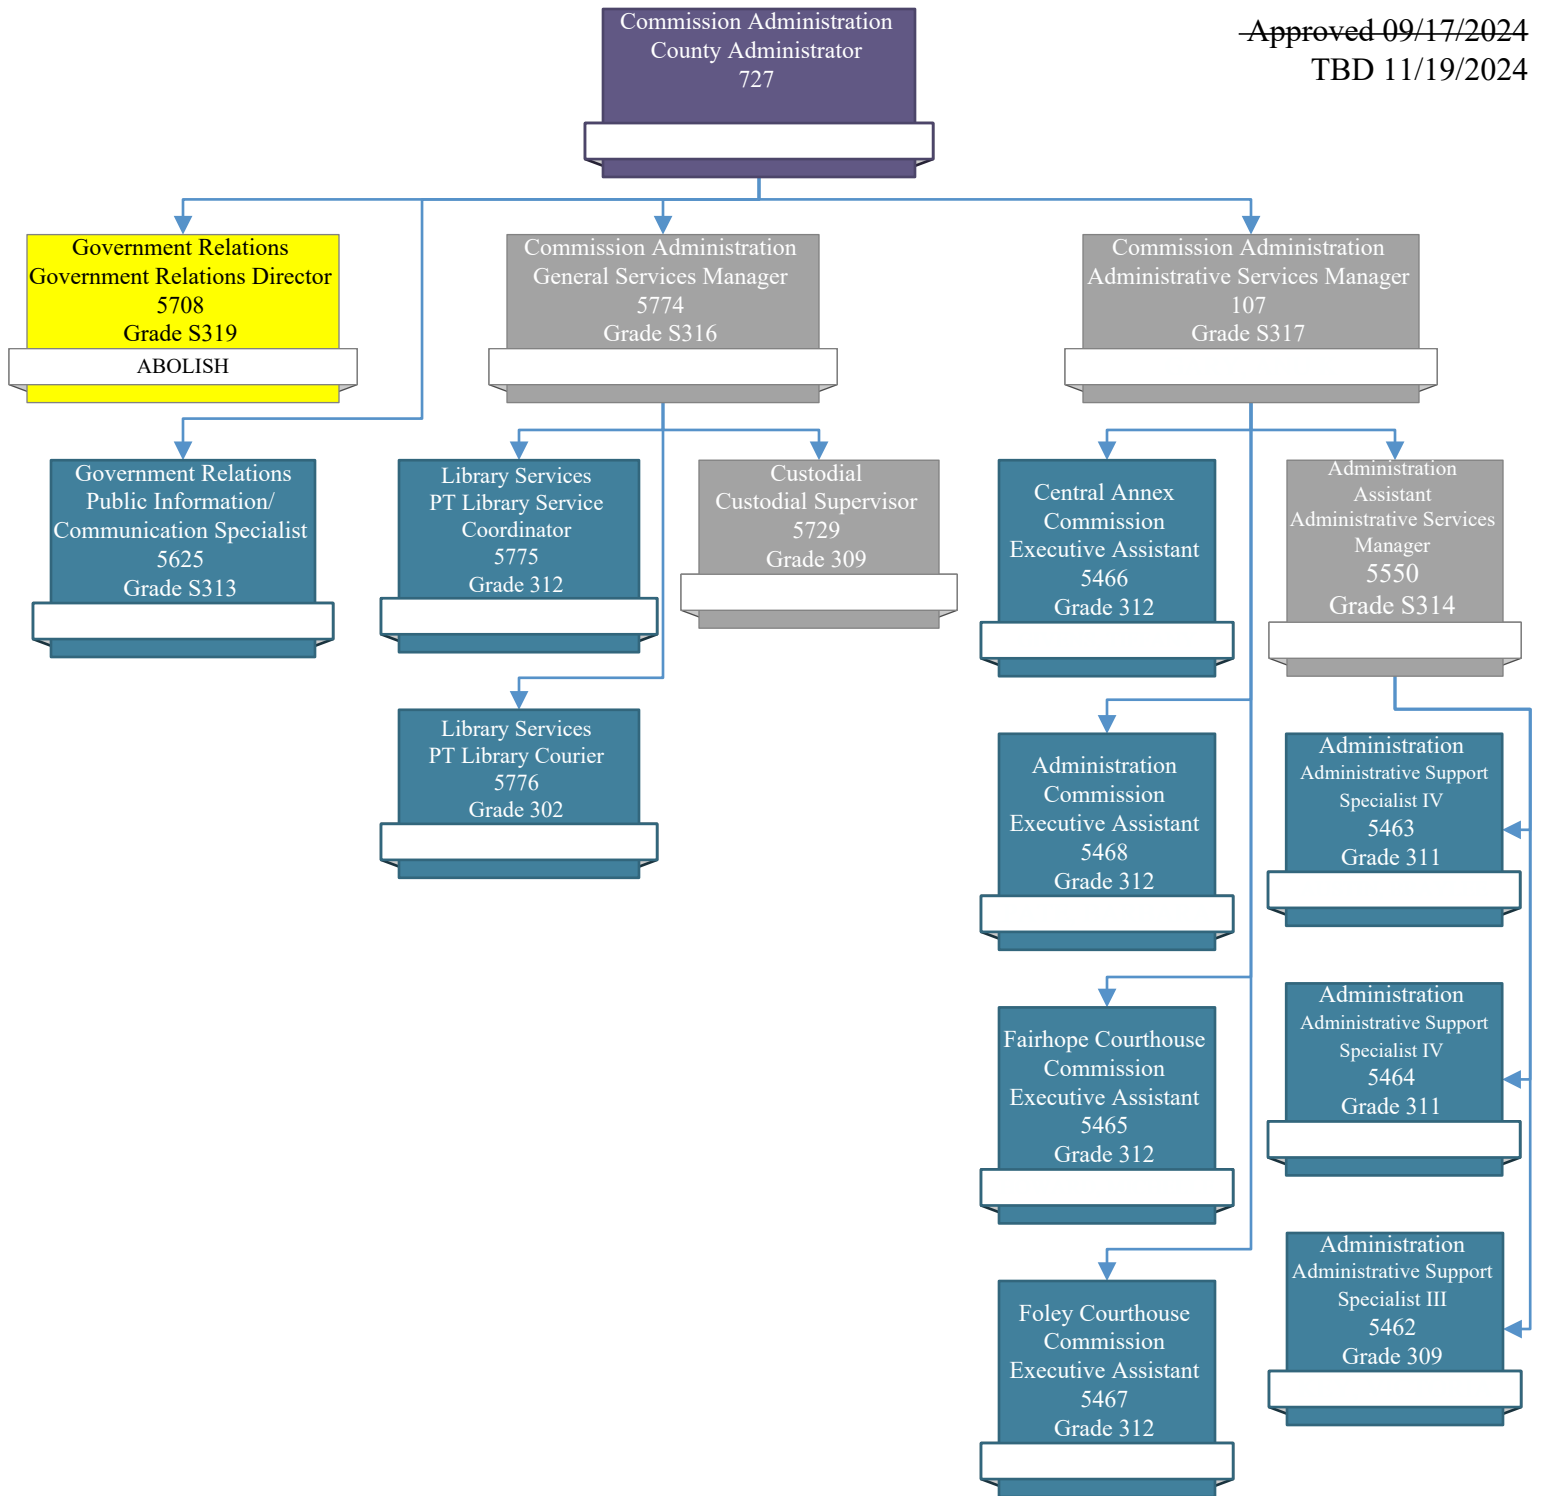 Commission Administration
County Administrator
727
Approved 09/17/2024
TBD 11/19/2024
Government Relations
Government Relations Director
5708
Grade S319
ABOLISH
Commission Administration
General Services Manager
5774
Grade S316
Commission Administration
Administrative Services Manager
107
Grade S317
Government Relations
Public Information/
Communication Specialist
5625
Grade S313
Library Services
PT Library Service
Coordinator
5775
Grade 312
Custodial
Custodial Supervisor
5729
Grade 309
Central Annex
Commission
Executive Assistant
5466
Grade 312
Administration
Assistant
Administrative Services
Manager
5550
Grade S314
Library Services
PT Library Courier
5776
Grade 302
Administration
Commission
Executive Assistant
5468
Grade 312
Administration
Administrative Support
Specialist IV
5463
Grade 311
Fairhope Courthouse
Commission
Executive Assistant
5465
Grade 312
Administration
Administrative Support
Specialist IV
5464
Grade 311
Foley Courthouse
Commission
Executive Assistant
5467
Grade 312
Administration
Administrative Support
Specialist III
5462
Grade 309